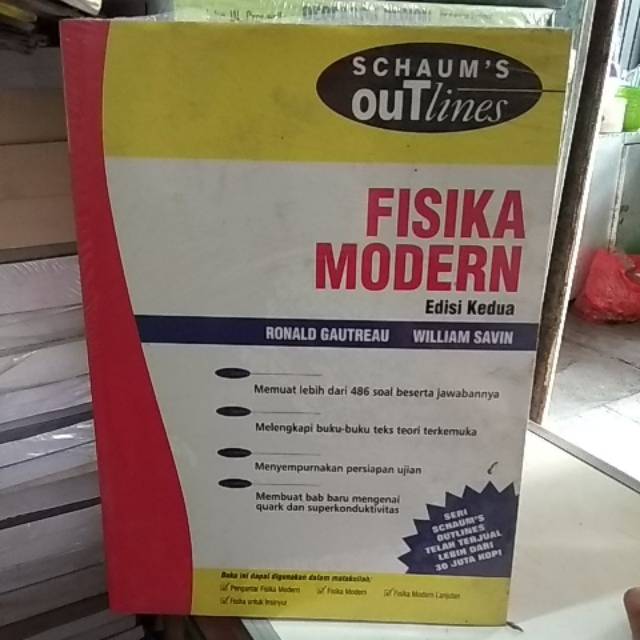 SCHAUM'S
ouTlines
FISIKA
MODERN
Edisi Kedua
RONALD GAUTREAU WILLIAM SAVIN
Memuat lebih dari 486 soal beserta jawabannya
Melengkapi buku-buku teks teori terkemuka
Menyempurnakan persiapan ujian
Membuat bab baru mengenai
quark dan superkonduktivitas
SERI
SCHAUM'S
OUTLINES
TELAH TERJUAL
LEBIH DARI
30 JUTA KOPI
Buku ini dapat digunakan dalam matakuliah:
Pengantar Fisika Modern Fisika Modern Fisika Modern Lanjutan
Fisika untuk Insinyur